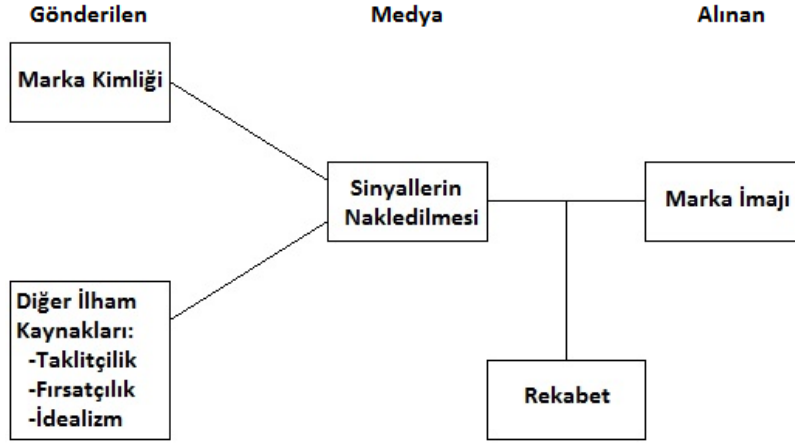 Gönderilen
Medya
Alınan
Marka Kimliği
Sinyallerin
Nakledilmesi
Marka İmajı
Diğer İlham
Kaynakları:
-Taklitçilik
-Fırsatçılık
-İdealizm
Rekabet